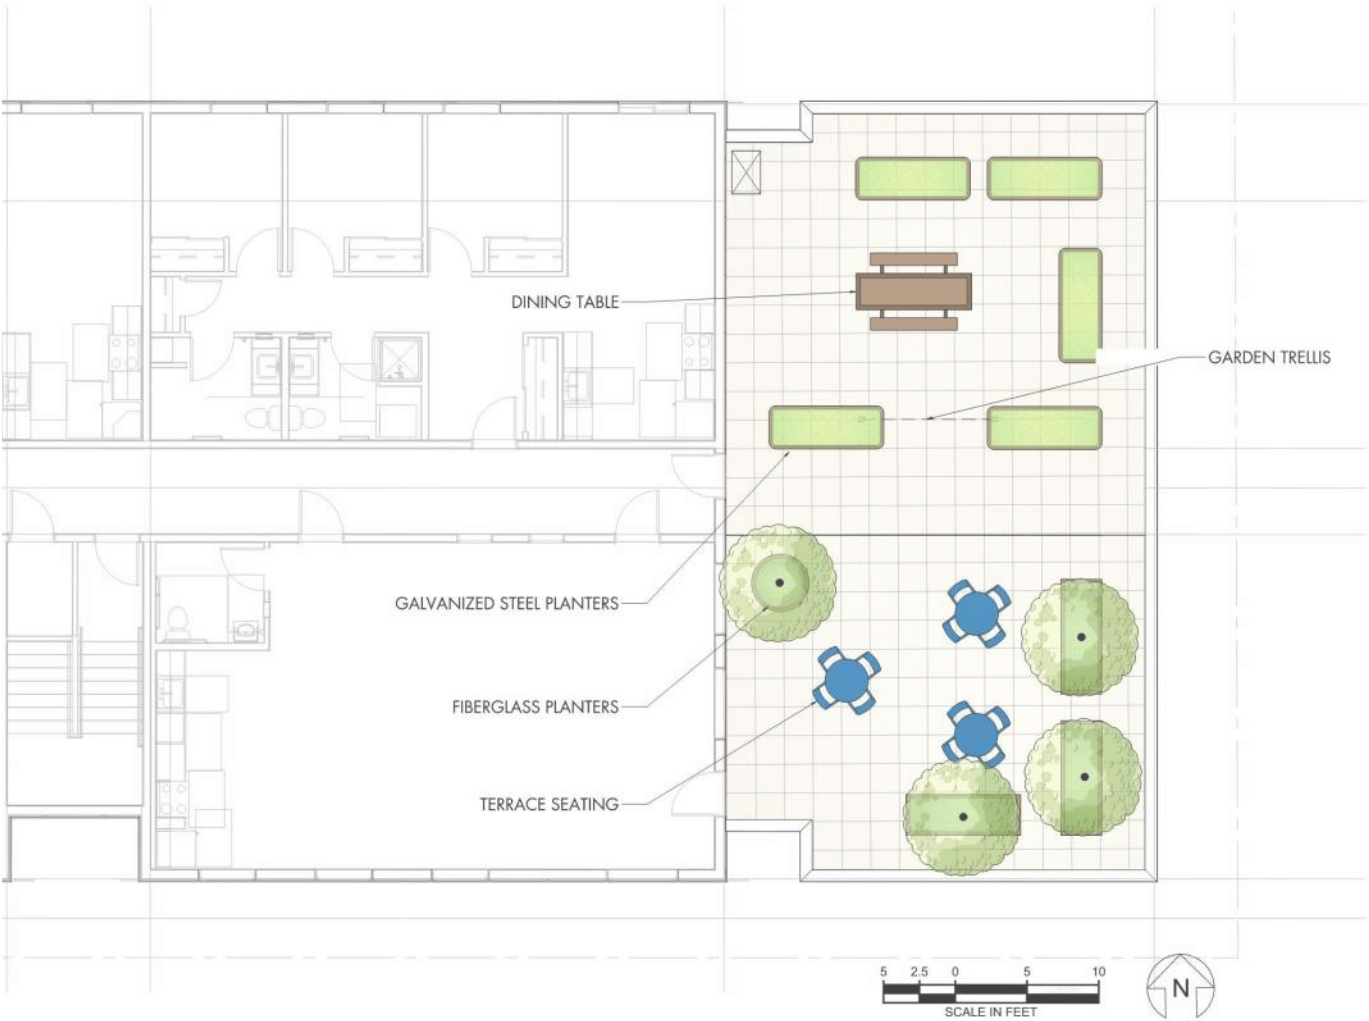 DINING TABLE
GARDEN TRELLIS
GALVANIZED STEEL PLANTERS
FIBERGLASS PLANTERS
TERRACE SEATING
5 2.5 0 5 10
SCALE IN FEET
N